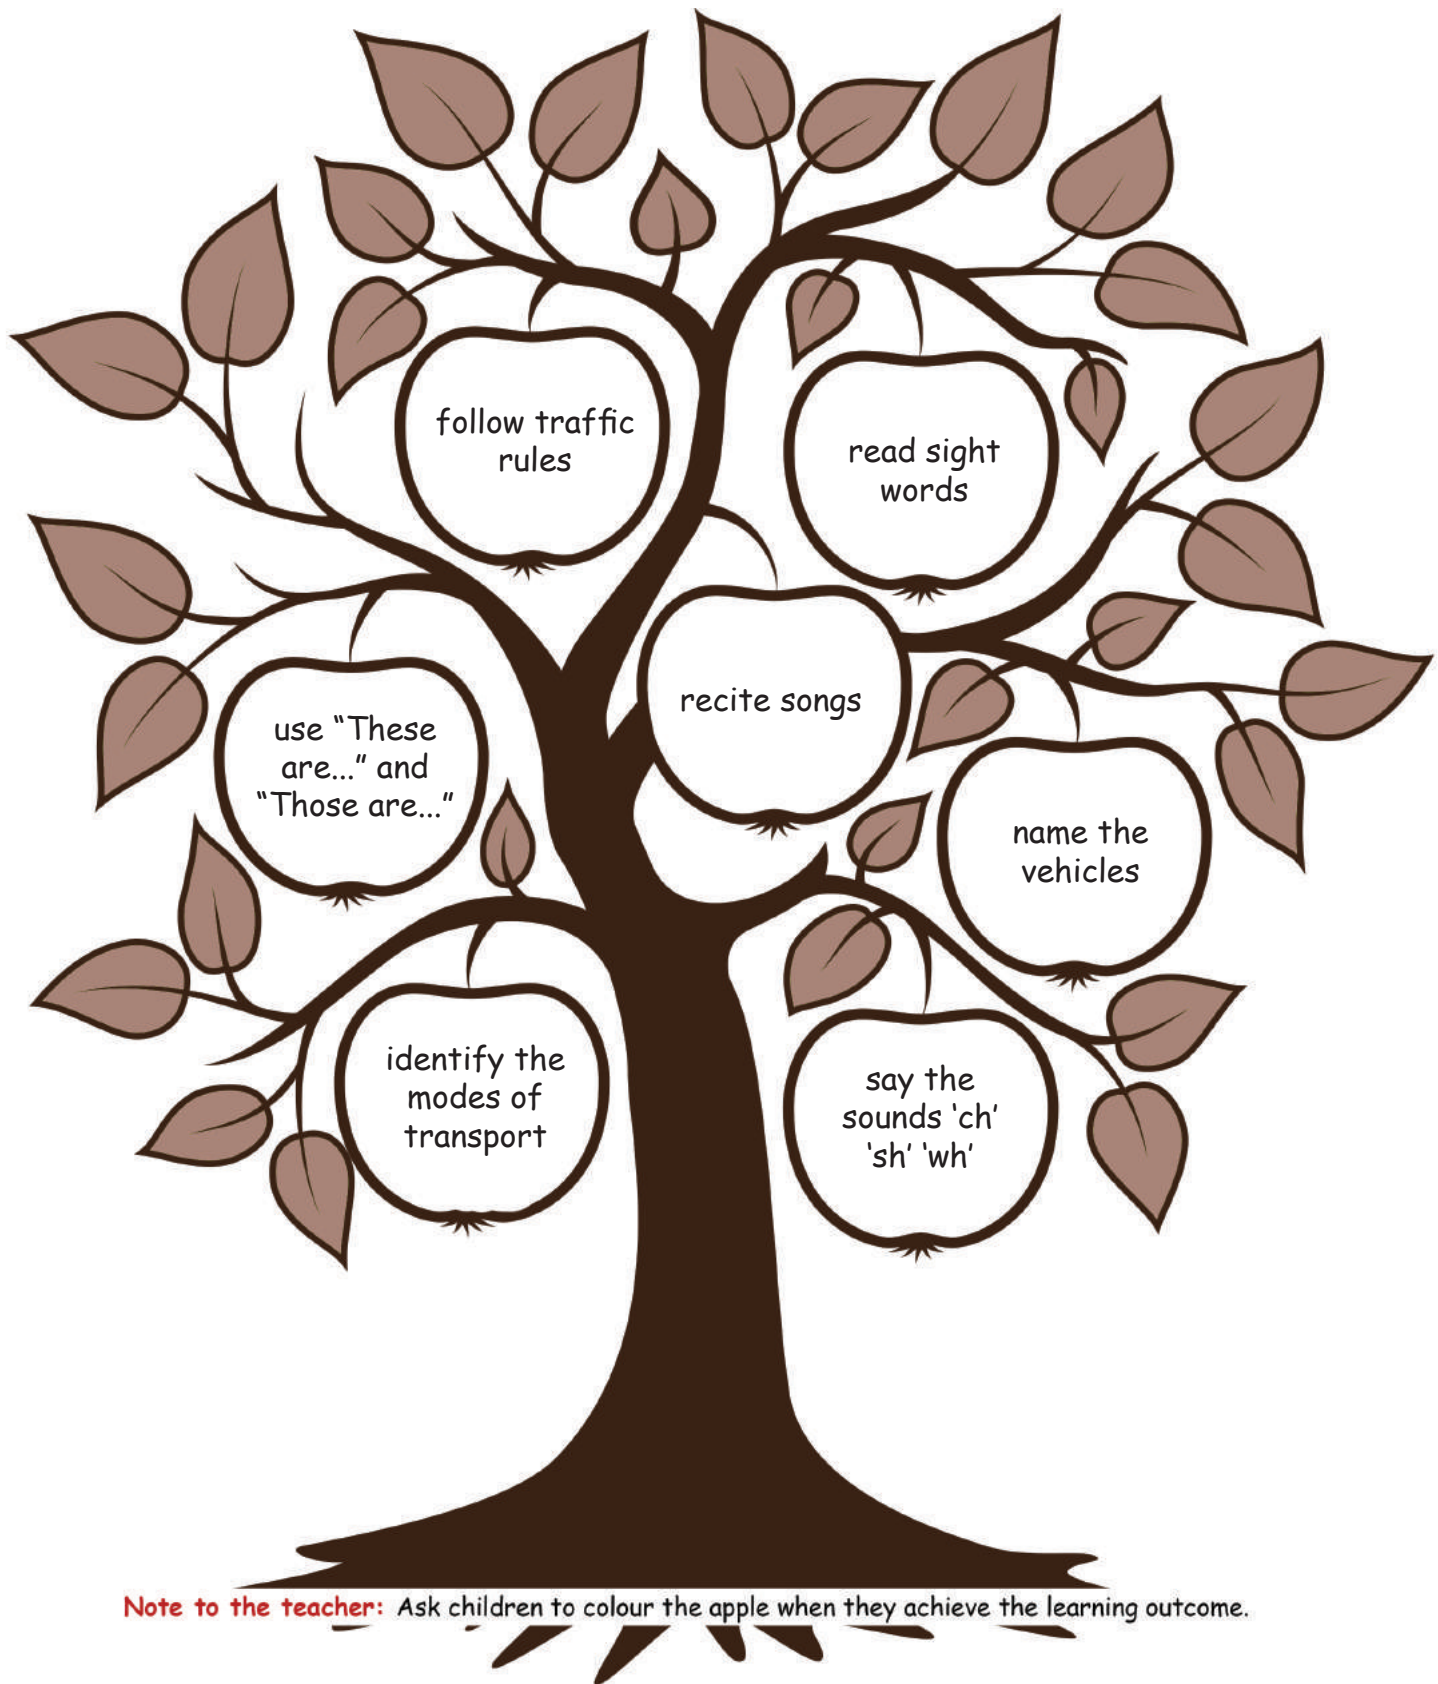 follow traffic
rules
read sight
words
recite songs
use “These
are...” and
“Those are...”
name the
vehicles
identify the
modes of
transport
say the
sounds ‘ch’
‘sh’ ‘wh’
Note to the teacher: Ask children to colour the apple when they achieve the learning outcome.